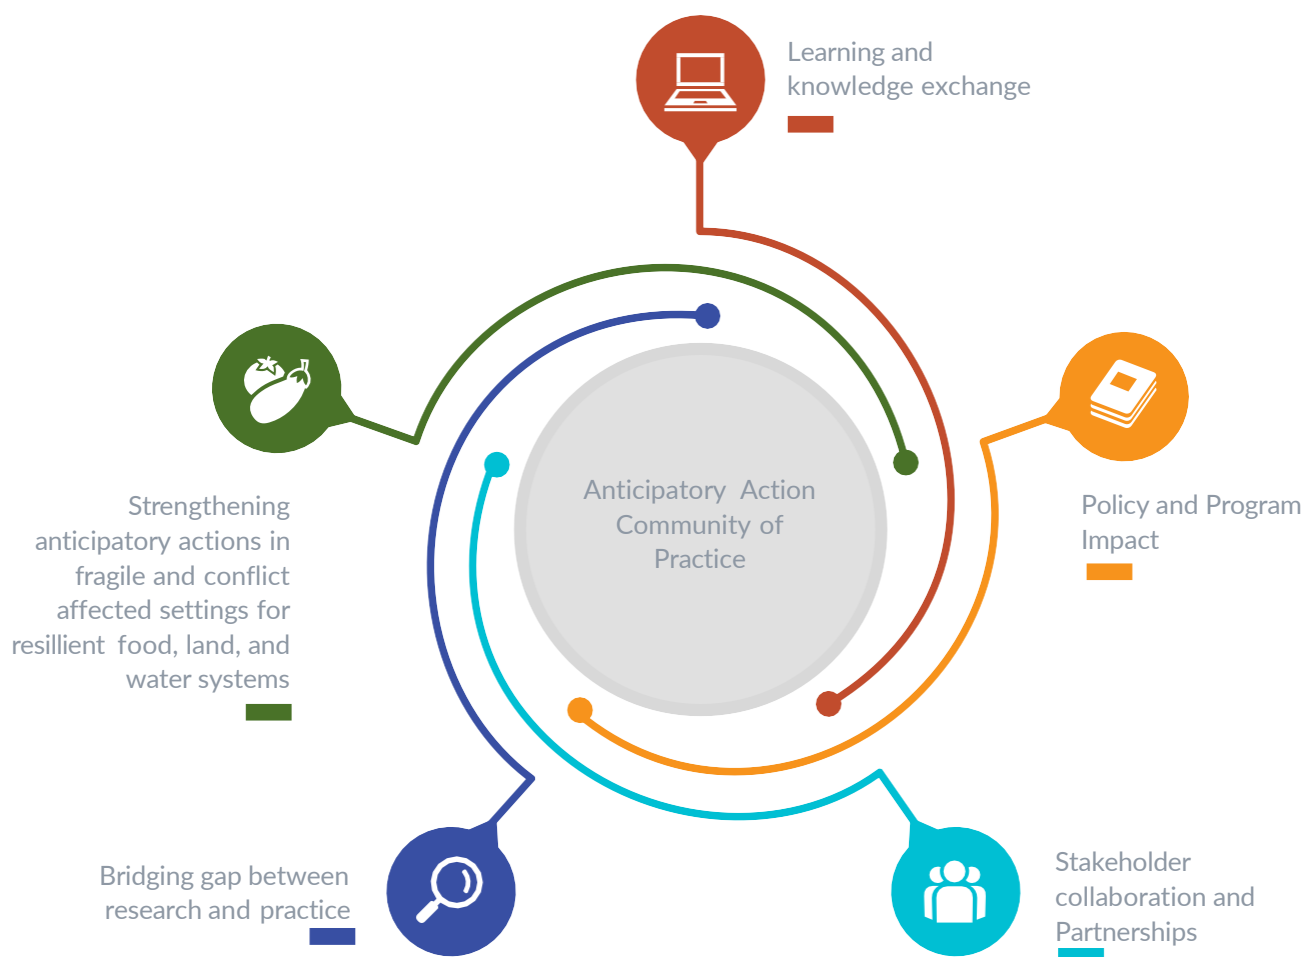 Learning and
knowledge exchange
Anticipatory Action
Community of
Practice
Policy and Program
Impact
Strengthening
anticipatory actions in
fragile and conflict
affected settings for
resillient food, land, and
water systems
Bridging gap between
research and practice
Stakeholder
collaboration and
Partnerships